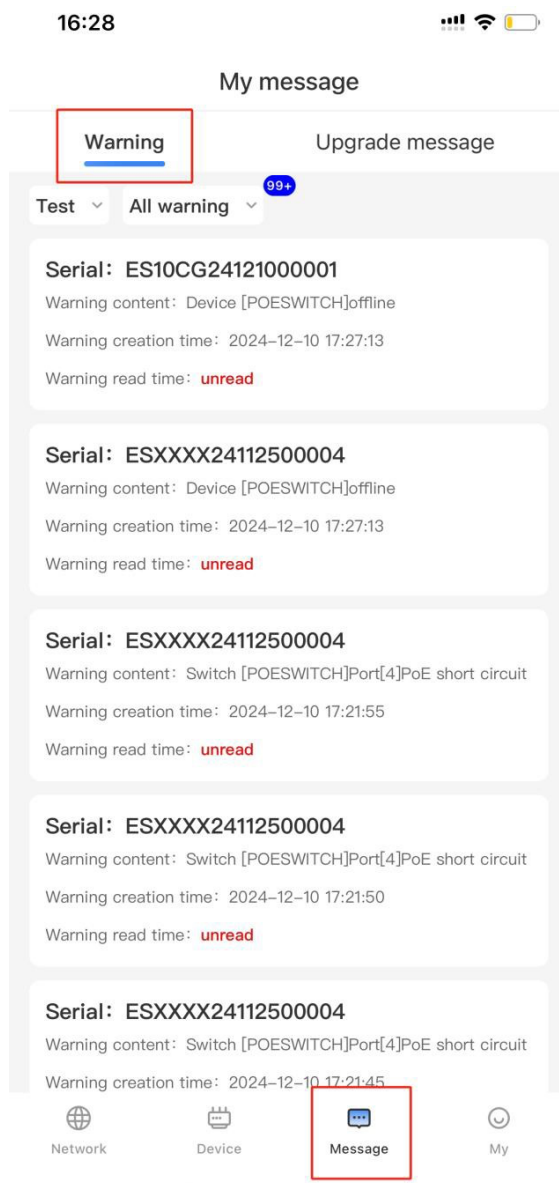 16:28
My message
Warning
Upgrade message
99+
Test
All warning
Serial: ES10CG24121000001
Warning content: Device [POESWITCH]offline
Warning creation time: 2024-12-10 17:27:13
Warning read time: unread
Serial: ESXXXX24112500004
Warning content: Device [POESWITCH]offline
Warning creation time: 2024-12-10 17:27:13
Warning read time: unread
Serial: ESXXXX24112500004
Warning content: Switch [POESWITCH]Port[4]PoE short circuit
Warning creation time: 2024-12-10 17:21:55
Warning read time: unread
Serial: ESXXXX24112500004
Warning content: Switch [POESWITCH]Port[4]PoE short circuit
Warning creation time: 2024-12-10 17:21:50
Warning read time: unread
Serial: ESXXXX24112500004
Warning content: Switch [POESWITCH]Port[4]PoE short circuit
Warning creation time: 2024-12-10 17:21:45
Network
Device
Message
My